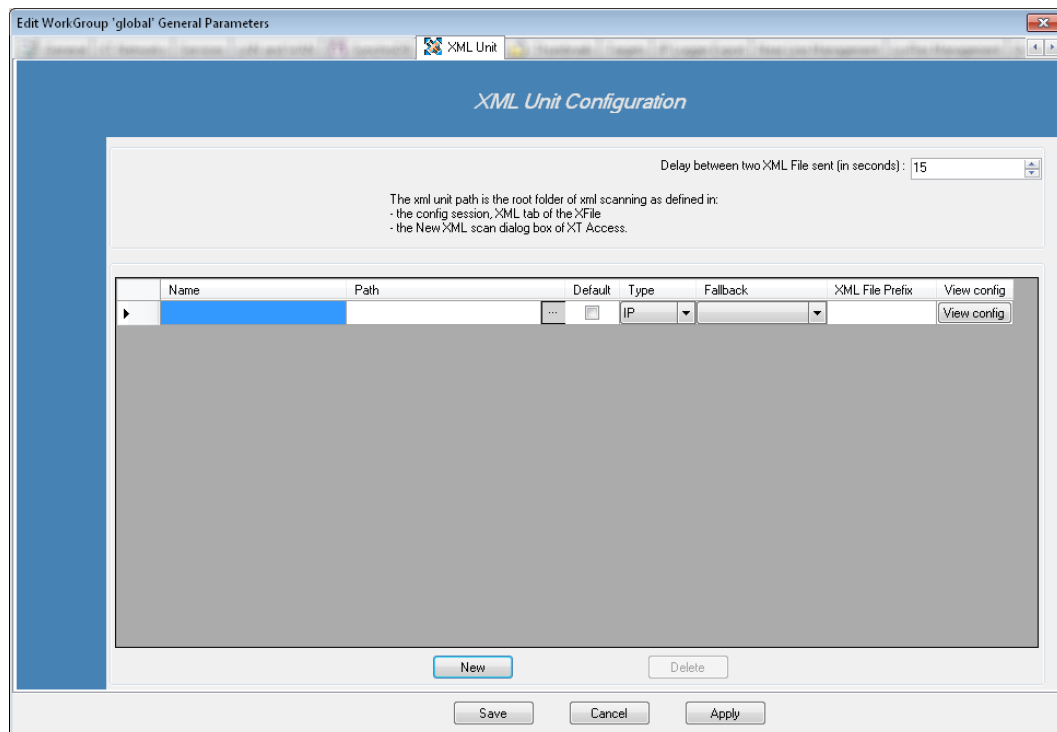 Edit WorkGroup 'global' General Parameters
XML Unit
XML Unit Configuration
Delay between two XML File sent (in seconds) : 15
The xml unit path is the root folder of xml scanning as defined in:
- the config session, XML tab of the XFile
- the New XML scan dialog box of XT Access.
Name Path Default Type Fallback XML File Prefix View config
... IP View config
New Delete
Save Cancel Apply